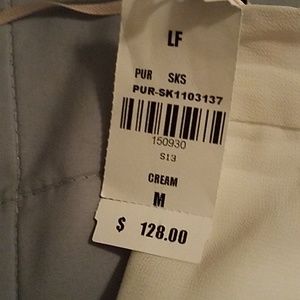 LF
PUR SKS
PUR-SK1103137
150930
S13
CREAM
M
$ 128.00